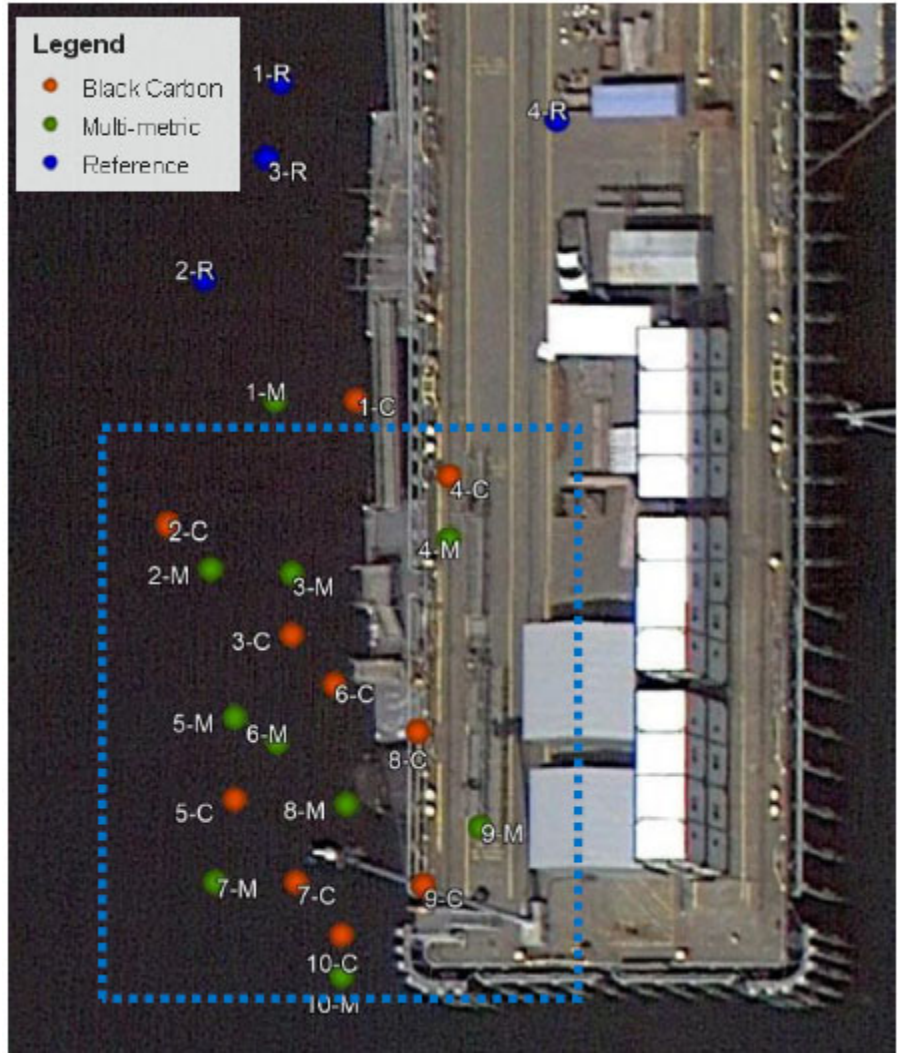 Legend
Black Carbon
Multi-metric
Reference
1-R
4-R
3-R
2-R
1-M
1-C
4-C
2-C
4-M
2-M
3-M
3-C
6-C
5-M
6-M
8-C
5-C
8-M
9-M
7-M
7-C
9-C
10-C
10-M